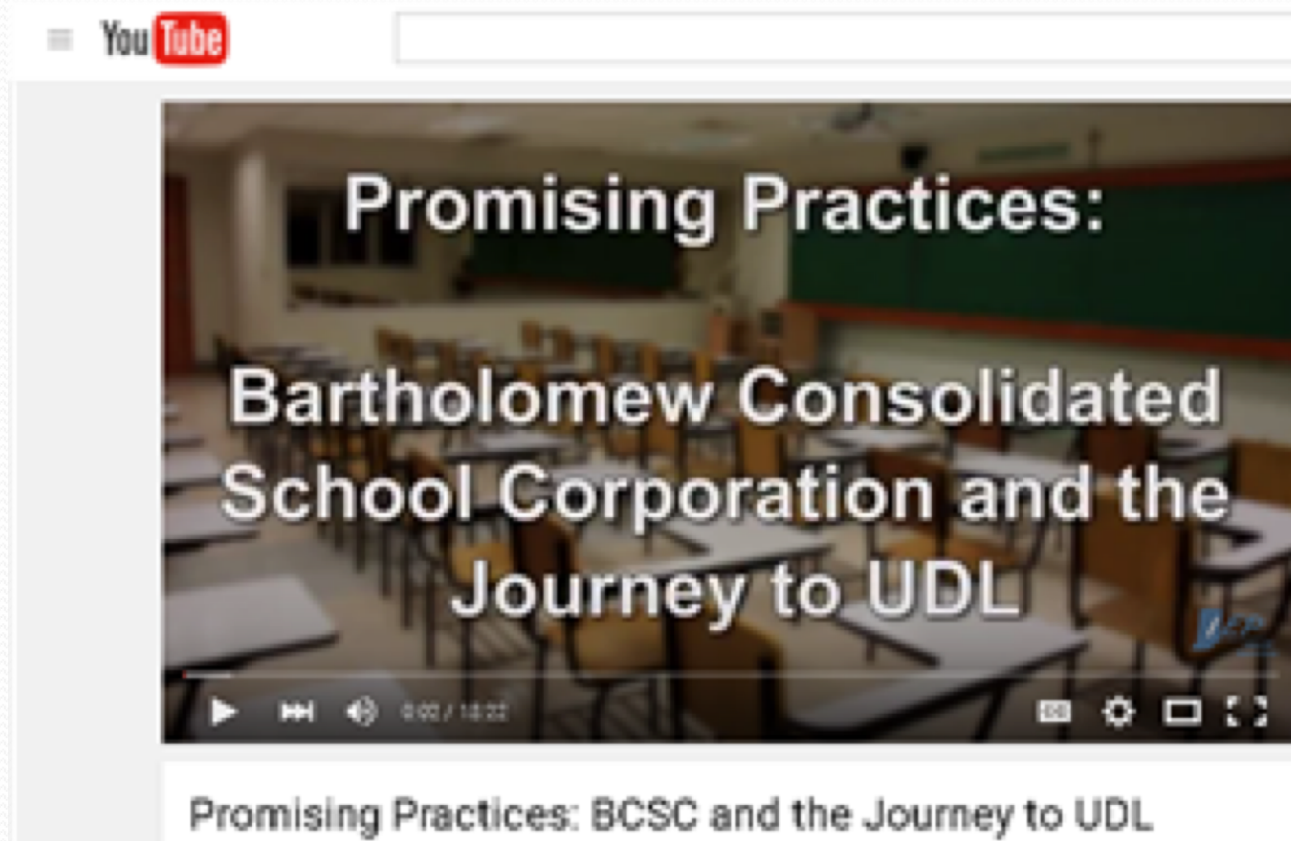 YouTube
Promising Practices:
Bartholomew Consolidated
School Corporation and the
Journey to UDL
Promising Practices: BCSC and the Journey to UDL